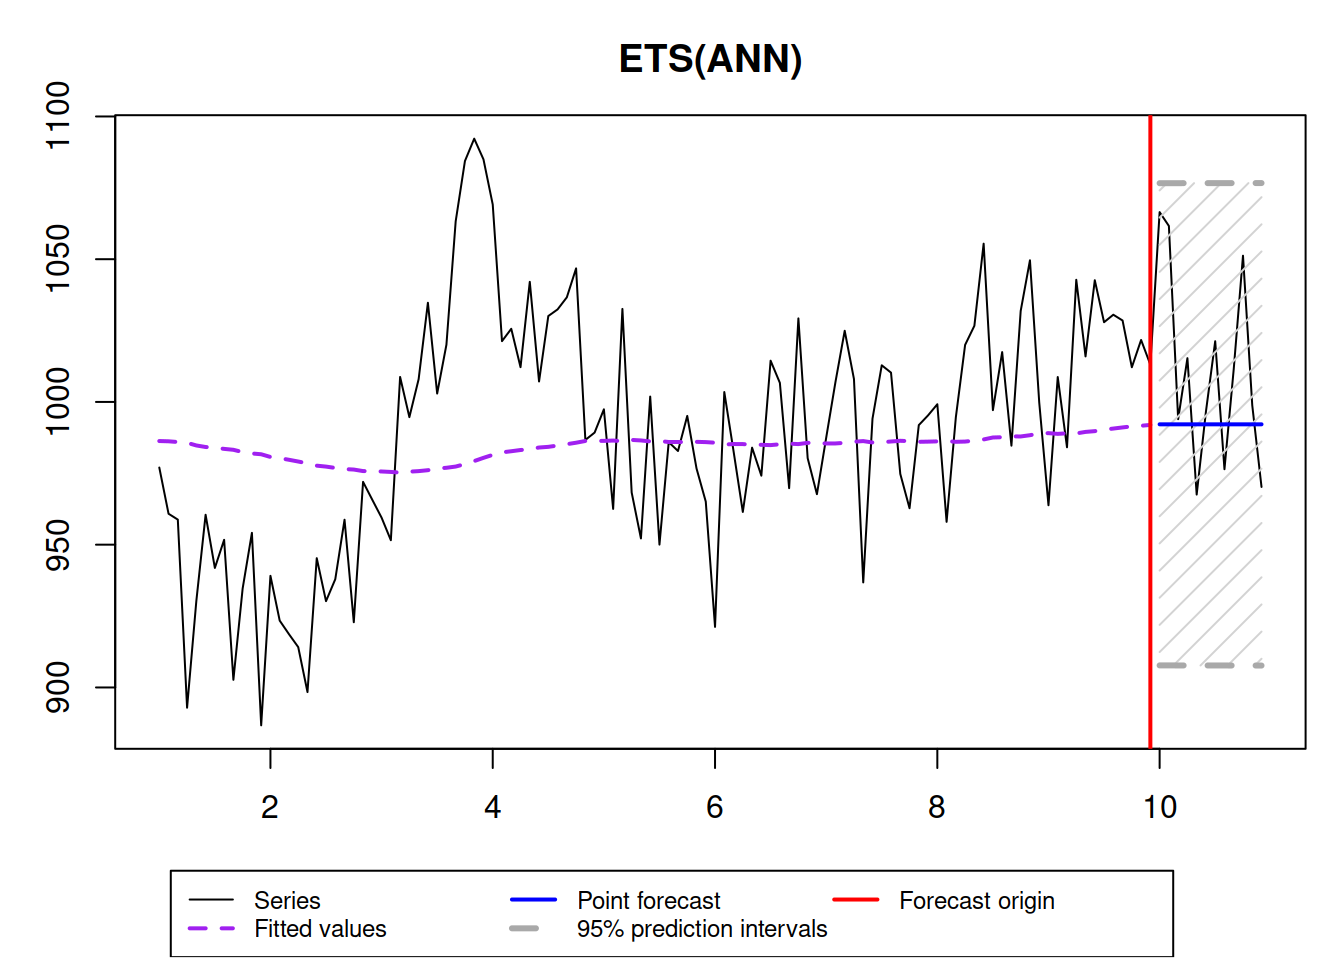 ETS(ANN)
1100
1050
1000
950
900
2 4 6 8 10
Series Point forecast Forecast origin
Fitted values 95% prediction intervals